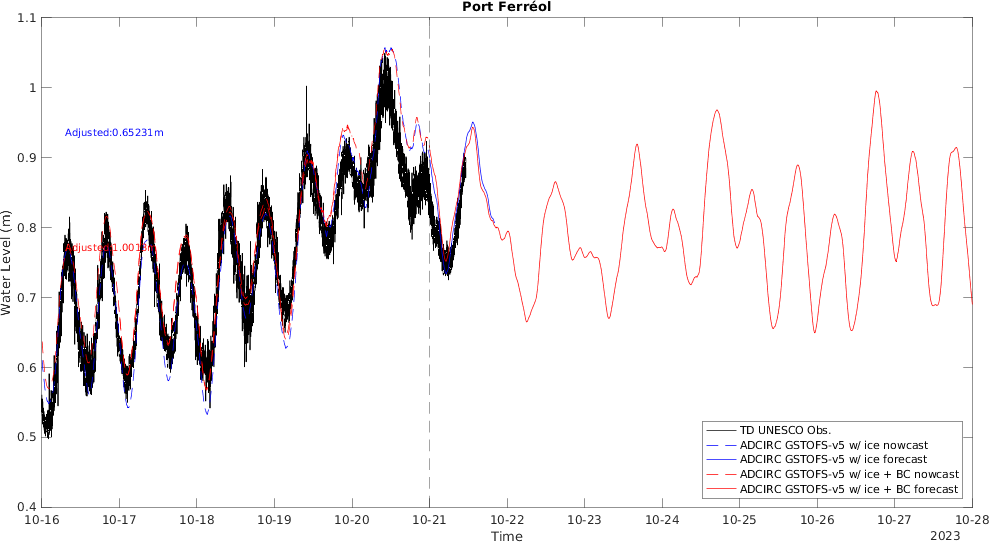 Port Ferréol
1.1
1
0.9
0.8
0.7
0.6
0.5
0.4
Water Level (m)
Adjusted:0.65231m
TD UNESCO Obs.
ADCIRC GSTOFS-v5 w/ ice nowcast
ADCIRC GSTOFS-v5 w/ ice forecast
ADCIRC GSTOFS-v5 w/ ice + BC nowcast
ADCIRC GSTOFS-v5 w/ ice + BC forecast
10-16 10-17 10-18 10-19 10-20 10-21 10-22 10-23 10-24 10-25 10-26 10-27 10-28
Time
2023